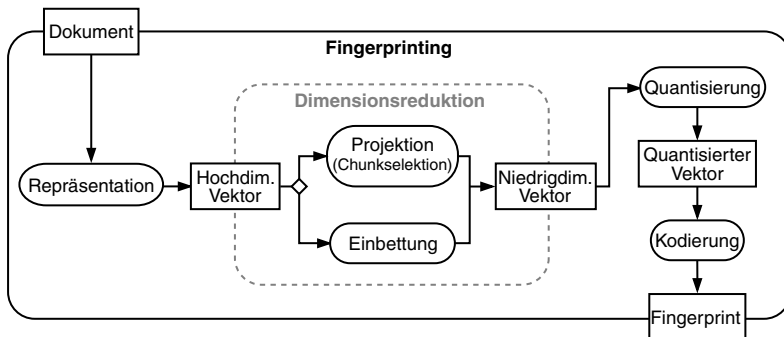 Dokument
Fingerprinting
Dimensionsreduktion
Repräsentation
Hochdim.
Vektor
Projektion
(Chunkselektion)
Einbettung
Niedrigdim.
Vektor
Quantisierung
Quantisierter
Vektor
Kodierung
Fingerprint